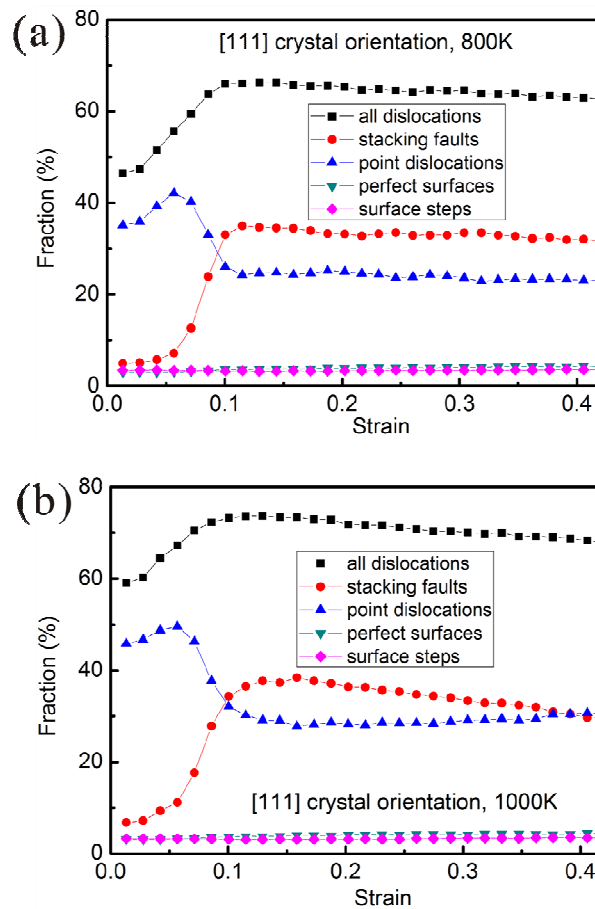 (a)
[111] crystal orientation, 800K
all dislocations
stacking faults
point dislocations
perfect surfaces
surface steps
Fraction (%)
80
60
40
20
0
0.0 0.1 0.2 0.3 0.4
Strain
(b)
all dislocations
stacking faults
point dislocations
perfect surfaces
surface steps
[111] crystal orientation, 1000K
Fraction (%)
80
60
40
20
0
0.0 0.1 0.2 0.3 0.4
Strain